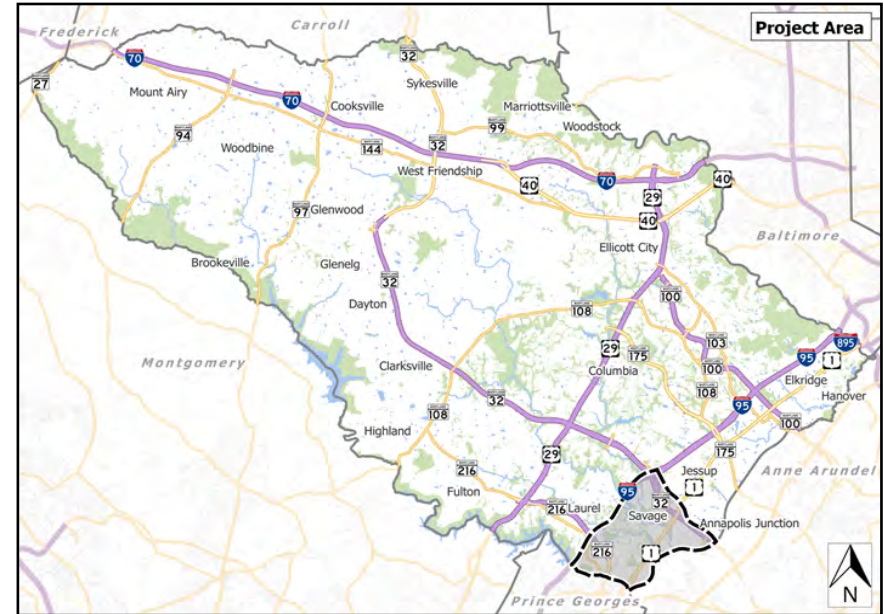 Project Area
Frederick
Carroll
32
70
27
Mount Airy
Sykesville
70
Cooksville
Marriottsville
94
99
Woodstock
Woodbine
144
32
West Friendship
70
40
40
29
97
Glenwood
40
Baltimore
Ellicott City
Brookeville
Glenelg
32
100
Dayton
108
103
895
29
175
95
1
Montgomery
Clarksville
Columbia
100
Elkridge
32
108
Hanover
95
108
100
Highland
29
175
216
Jessup
Anne Arundel
Fulton
95
1
216
Laurel
32
Savage
Annapolis Junction
216
1
N
Prince Georges